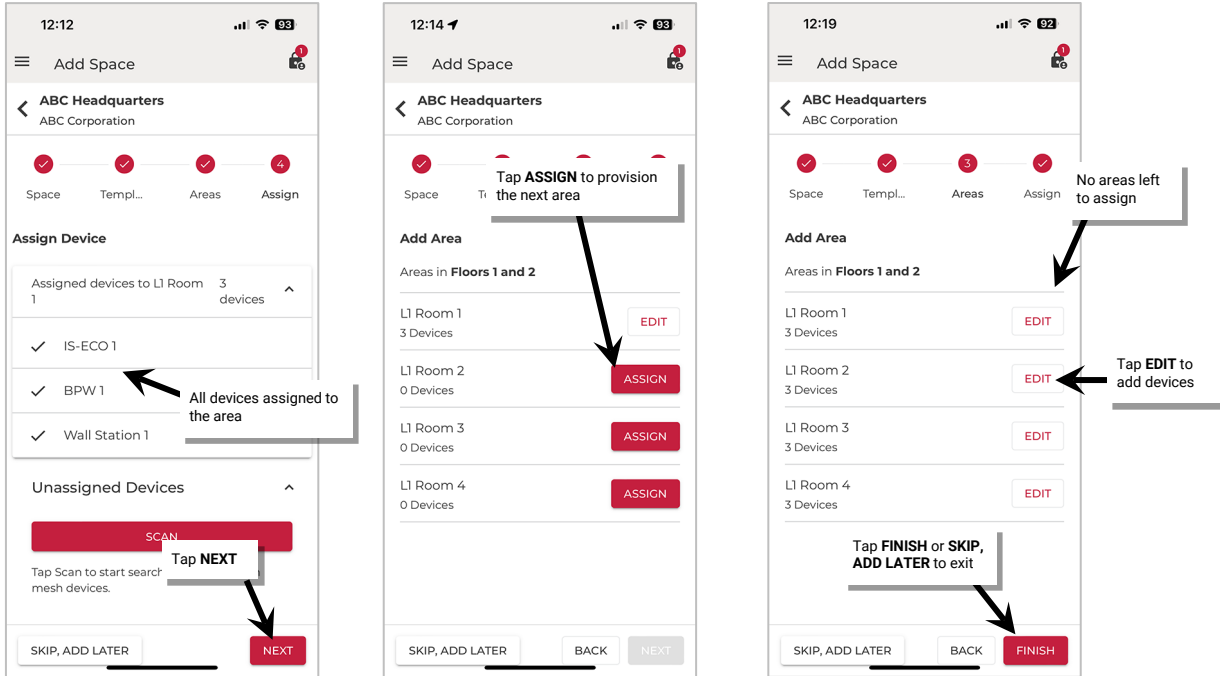 12:12
93
1
Add Space
ABC Headquarters
ABC Corporation
4
Space Templ... Areas Assign
Assign Device
Assigned devices to L1 Room 3
1 devices
IS-ECO 1
BPW 1
All devices assigned to
the area
Wall Station 1
Unassigned Devices
SCAN
Tap NEXT
Tap Scan to start search
mesh devices.
SKIP, ADD LATER NEXT
12:14
93
1
Add Space
ABC Headquarters
ABC Corporation
Tap ASSIGN to provision
the next area
Space
Add Area
Areas in Floors 1 and 2
L1 Room 1
3 Devices
EDIT
L1 Room 2
0 Devices
ASSIGN
L1 Room 3
0 Devices
ASSIGN
L1 Room 4
0 Devices
ASSIGN
SKIP, ADD LATER BACK NEXT
12:19
92
1
Add Space
ABC Headquarters
ABC Corporation
3
Space Templ... Areas Assign
No areas left
to assign
Add Area
Areas in Floors 1 and 2
L1 Room 1
3 Devices
EDIT
L1 Room 2
3 Devices
EDIT
Tap EDIT to
add devices
L1 Room 3
3 Devices
EDIT
L1 Room 4
3 Devices
EDIT
Tap FINISH or SKIP,
ADD LATER to exit
SKIP, ADD LATER BACK FINISH